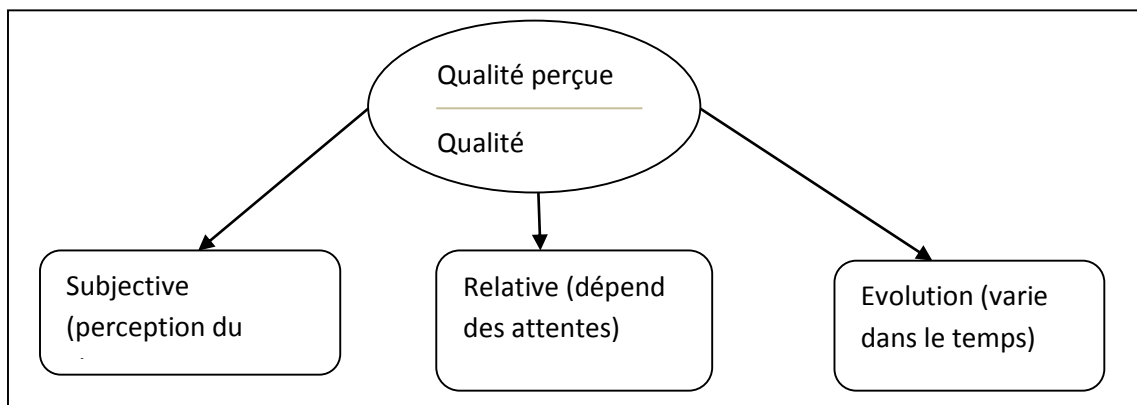 Qualité perçue
Qualité
Subjective
(perception du
Relative (dépend
des attentes)
Evolution (varie
dans le temps)